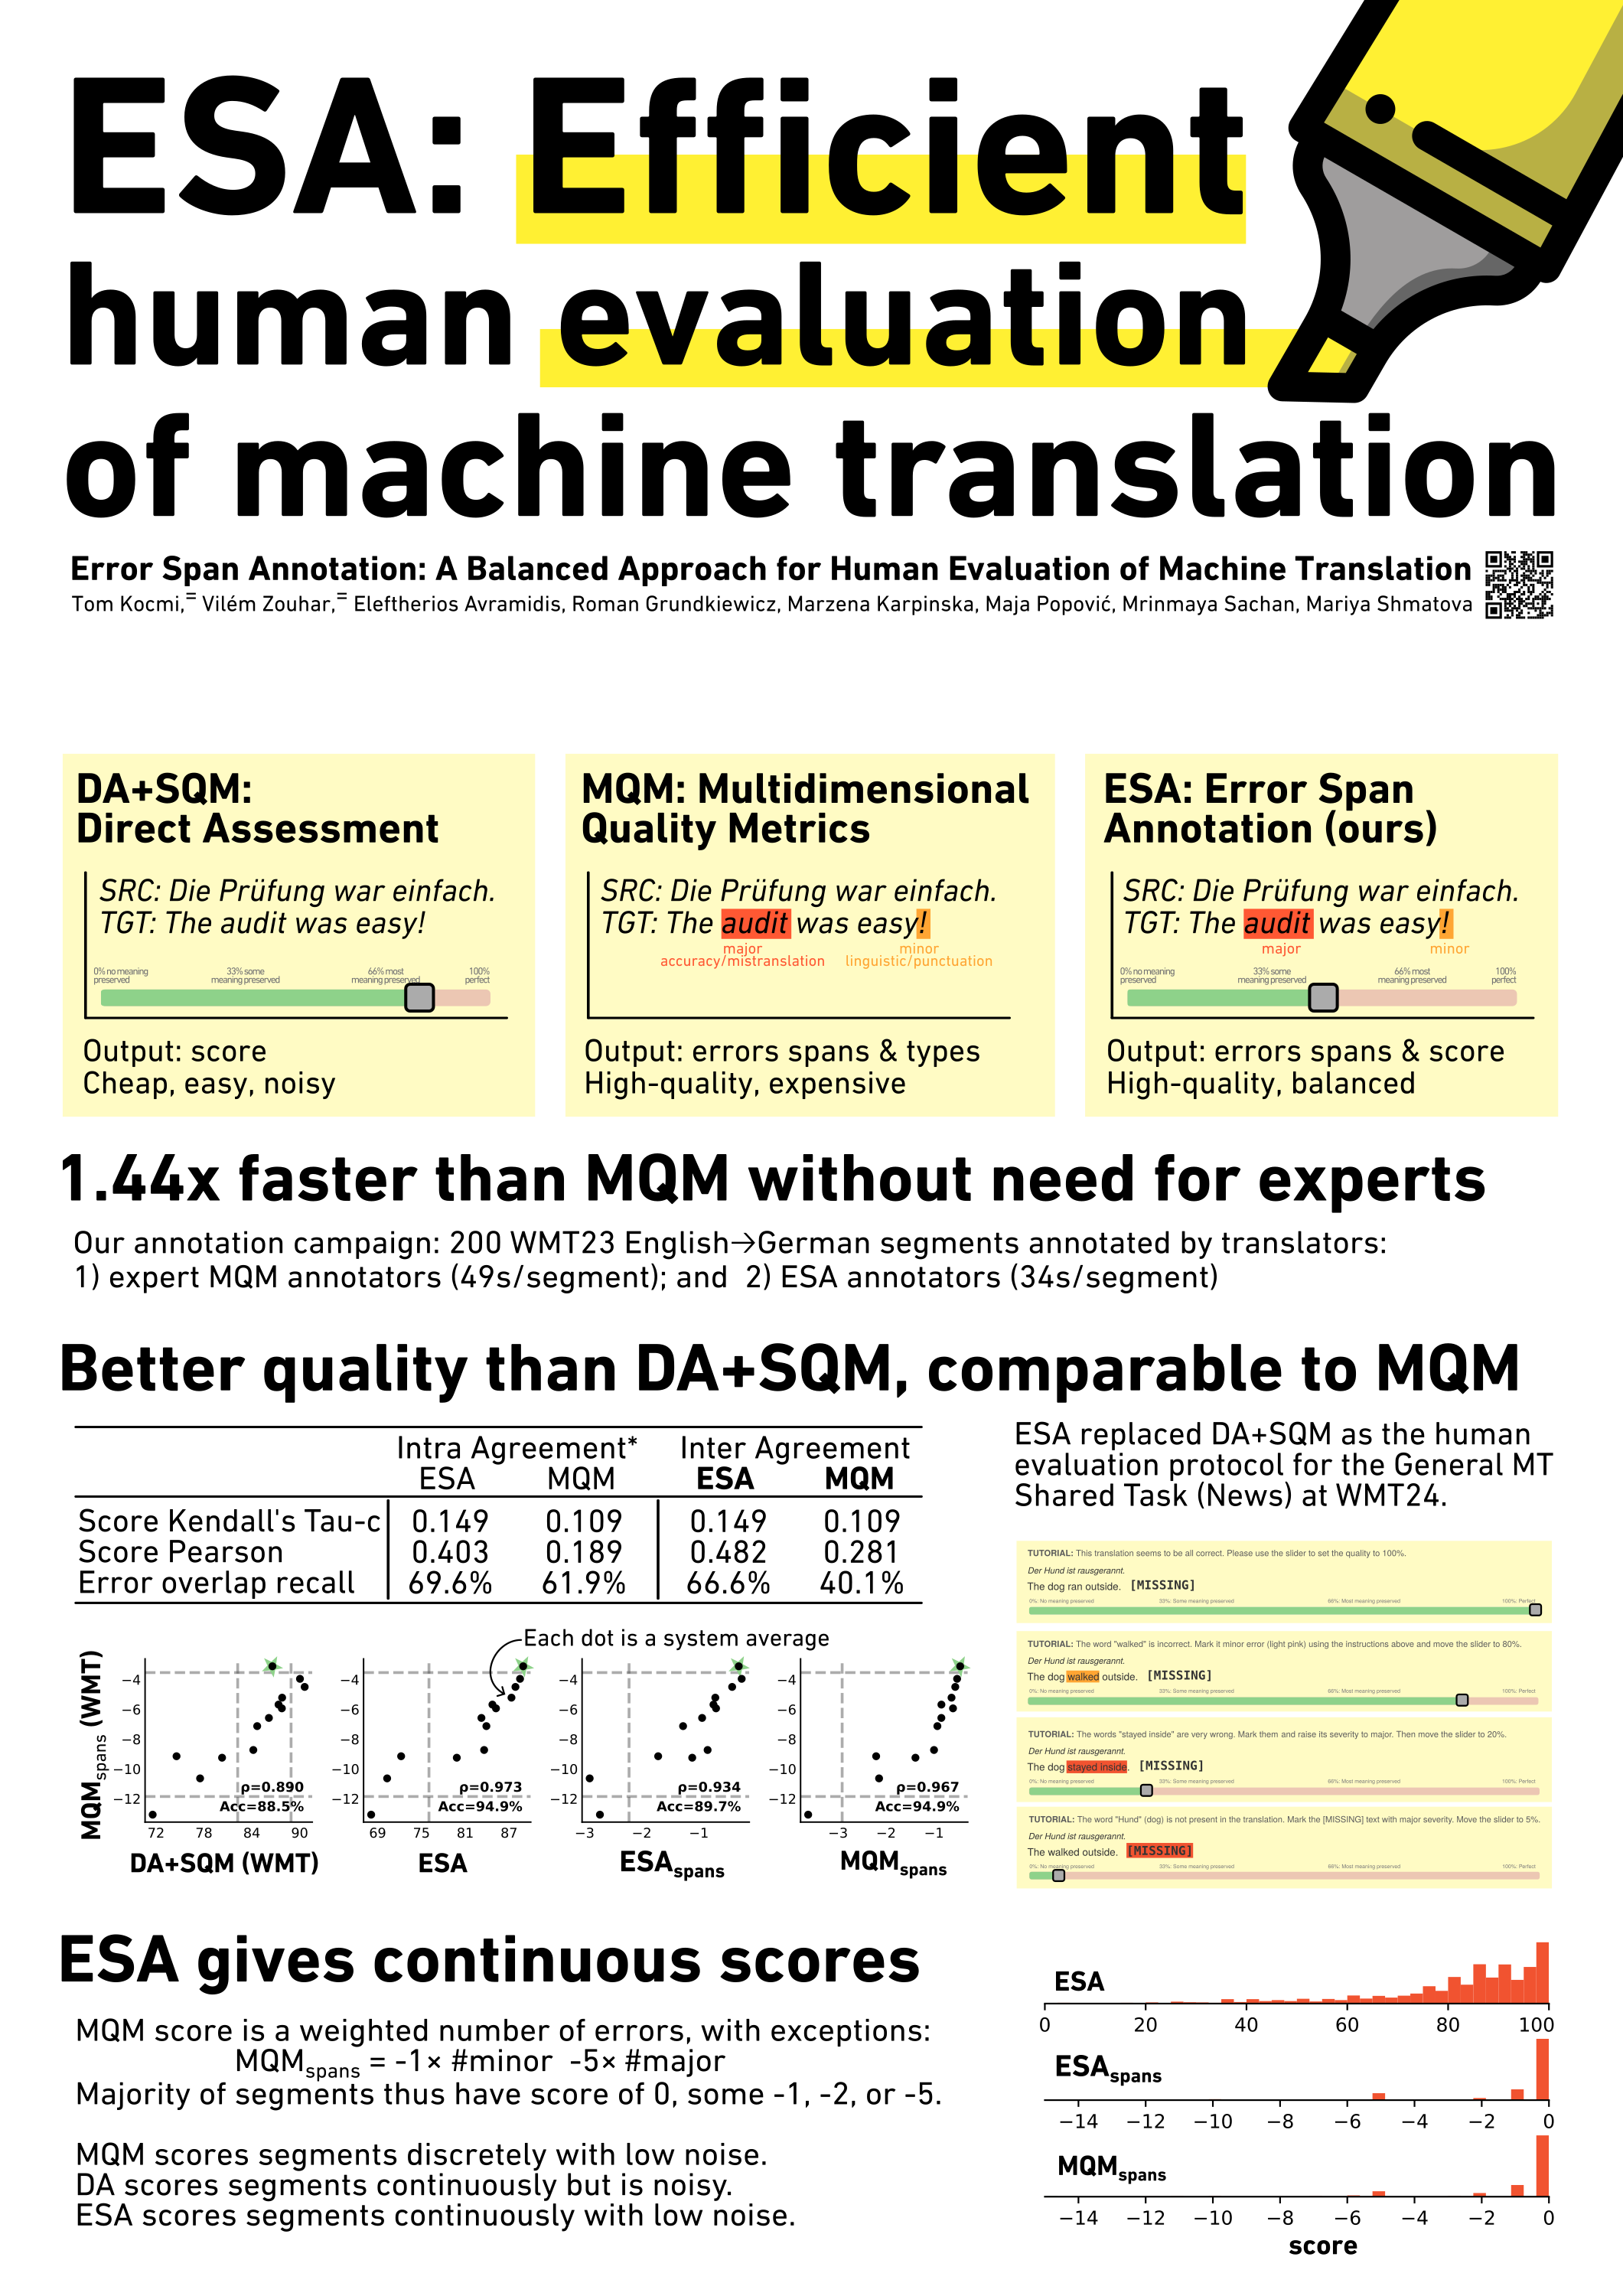 ESA: Efficient
human evaluation
of machine translation
Error Span Annotation: A Balanced Approach for Human Evaluation of Machine Translation
Tom Kocmi,= Vilém Zouhar,= Eleftherios Avramidis, Roman Grundkiewicz, Marzena Karpinska, Maja Popović, Mrinmaya Sachan, Mariya Shmatova
DA+SQM:
Direct Assessment
SRC: Die Prüfung war einfach.
TGT: The audit was easy!
0% no meaning preserved 33% some meaning preserved 66% most meaning preserved 100% perfect
Output: score
Cheap, easy, noisy
MQM: Multidimensional
Quality Metrics
SRC: Die Prüfung war einfach.
TGT: The audit was easy!
major minor
accuracy/mistranslation linguistic/punctuation
Output: errors spans & types
High-quality, expensive
ESA: Error Span
Annotation (ours)
SRC: Die Prüfung war einfach.
TGT: The audit was easy!
major minor
0% no meaning preserved 33% some meaning preserved 66% most meaning preserved 100% perfect
Output: errors spans & score
High-quality, balanced
1.44x faster than MQM without need for experts
Our annotation campaign: 200 WMT23 English→German segments annotated by translators:
1) expert MQM annotators (49s/segment); and 2) ESA annotators (34s/segment)
Better quality than DA+SQM, comparable to MQM
Intra Agreement* Inter Agreement
ESA MQM ESA MQM
Score Kendall's Tau-c 0.149 0.109 0.149 0.109
Score Pearson 0.403 0.189 0.482 0.281
Error overlap recall 69.6% 61.9% 66.6% 40.1%
Each dot is a system average
MQMspans (WMT)
−4
−6
−8
−10
−12
ρ=0.890
Acc=88.5%
72 78 84 90
DA+SQM (WMT)
−4
−6
−8
−10
−12
ρ=0.973
Acc=94.9%
69 75 81 87
ESA
−4
−6
−8
−10
−12
ρ=0.934
Acc=89.7%
−3 −2 −1
ESAspans
−4
−6
−8
−10
−12
ρ=0.967
Acc=94.9%
−3 −2 −1
MQMspans
ESA replaced DA+SQM as the human
evaluation protocol for the General MT
Shared Task (News) at WMT24.
TUTORIAL: This translation seems to be all correct. Please use the slider to set the quality to 100%.
Der Hund ist rausgerannt.
The dog ran outside. [MISSING]
0%: No meaning preserved 33%: Some meaning preserved 66%: Most meaning preserved 100%: Perfect
TUTORIAL: The word "walked" is incorrect. Mark it minor error (light pink) using the instructions above and move the slider to 80%.
Der Hund ist rausgerannt.
The dog walked outside. [MISSING]
0%: No meaning preserved 33%: Some meaning preserved 66%: Most meaning preserved 100%: Perfect
TUTORIAL: The words "stayed inside" are very wrong. Mark them and raise its severity to major. Then move the slider to 20%.
Der Hund ist rausgerannt.
The dog stayed inside. [MISSING]
0%: No meaning preserved 33%: Some meaning preserved 66%: Most meaning preserved 100%: Perfect
TUTORIAL: The word "Hund" (dog) is not present in the translation. Mark the [MISSING] text with major severity. Move the slider to 5%.
Der Hund ist rausgerannt.
The walked outside. [MISSING]
0%: No meaning preserved 33%: Some meaning preserved 66%: Most meaning preserved 100%: Perfect
ESA gives continuous scores
MQM score is a weighted number of errors, with exceptions:
MQMspans = -1× #minor -5× #major
Majority of segments thus have score of 0, some -1, -2, or -5.
MQM scores segments discretely with low noise.
DA scores segments continuously but is noisy.
ESA scores segments continuously with low noise.
ESA
0 20 40 60 80 100
ESAspans
−14 −12 −10 −8 −6 −4 −2 0
MQMspans
−14 −12 −10 −8 −6 −4 −2 0
score